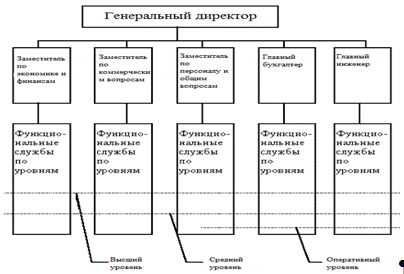 Генеральный директор
Заместитель
по
экономике и
финансам
Заместитель
по
коммерчески
м вопросам
Заместитель
по
персоналу и
общим
вопросам
Главный
бухгалтер
Главный
инженер
Функцио-
нальные
службы
по
уровням
Функцио-
нальные
службы
по
уровням
Функцио-
нальные
службы
по
уровням
Функцио-
нальные
службы
по
уровням
Функцио-
нальные
службы
по
уровням
Высший
уровень
Средний
уровень
Оперативный
уровень